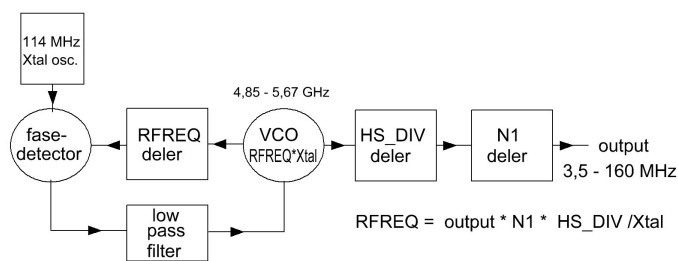 114 MHz
Xtal osc.
4,85 - 5,67 GHz
fase-
detector
RFREQ
deler
VCO
RFREQ*Xtal
HS_DIV
deler
N1
deler
output
3,5 - 160 MHz
low
pass
filter
RFREQ = output * N1 * HS_DIV /Xtal